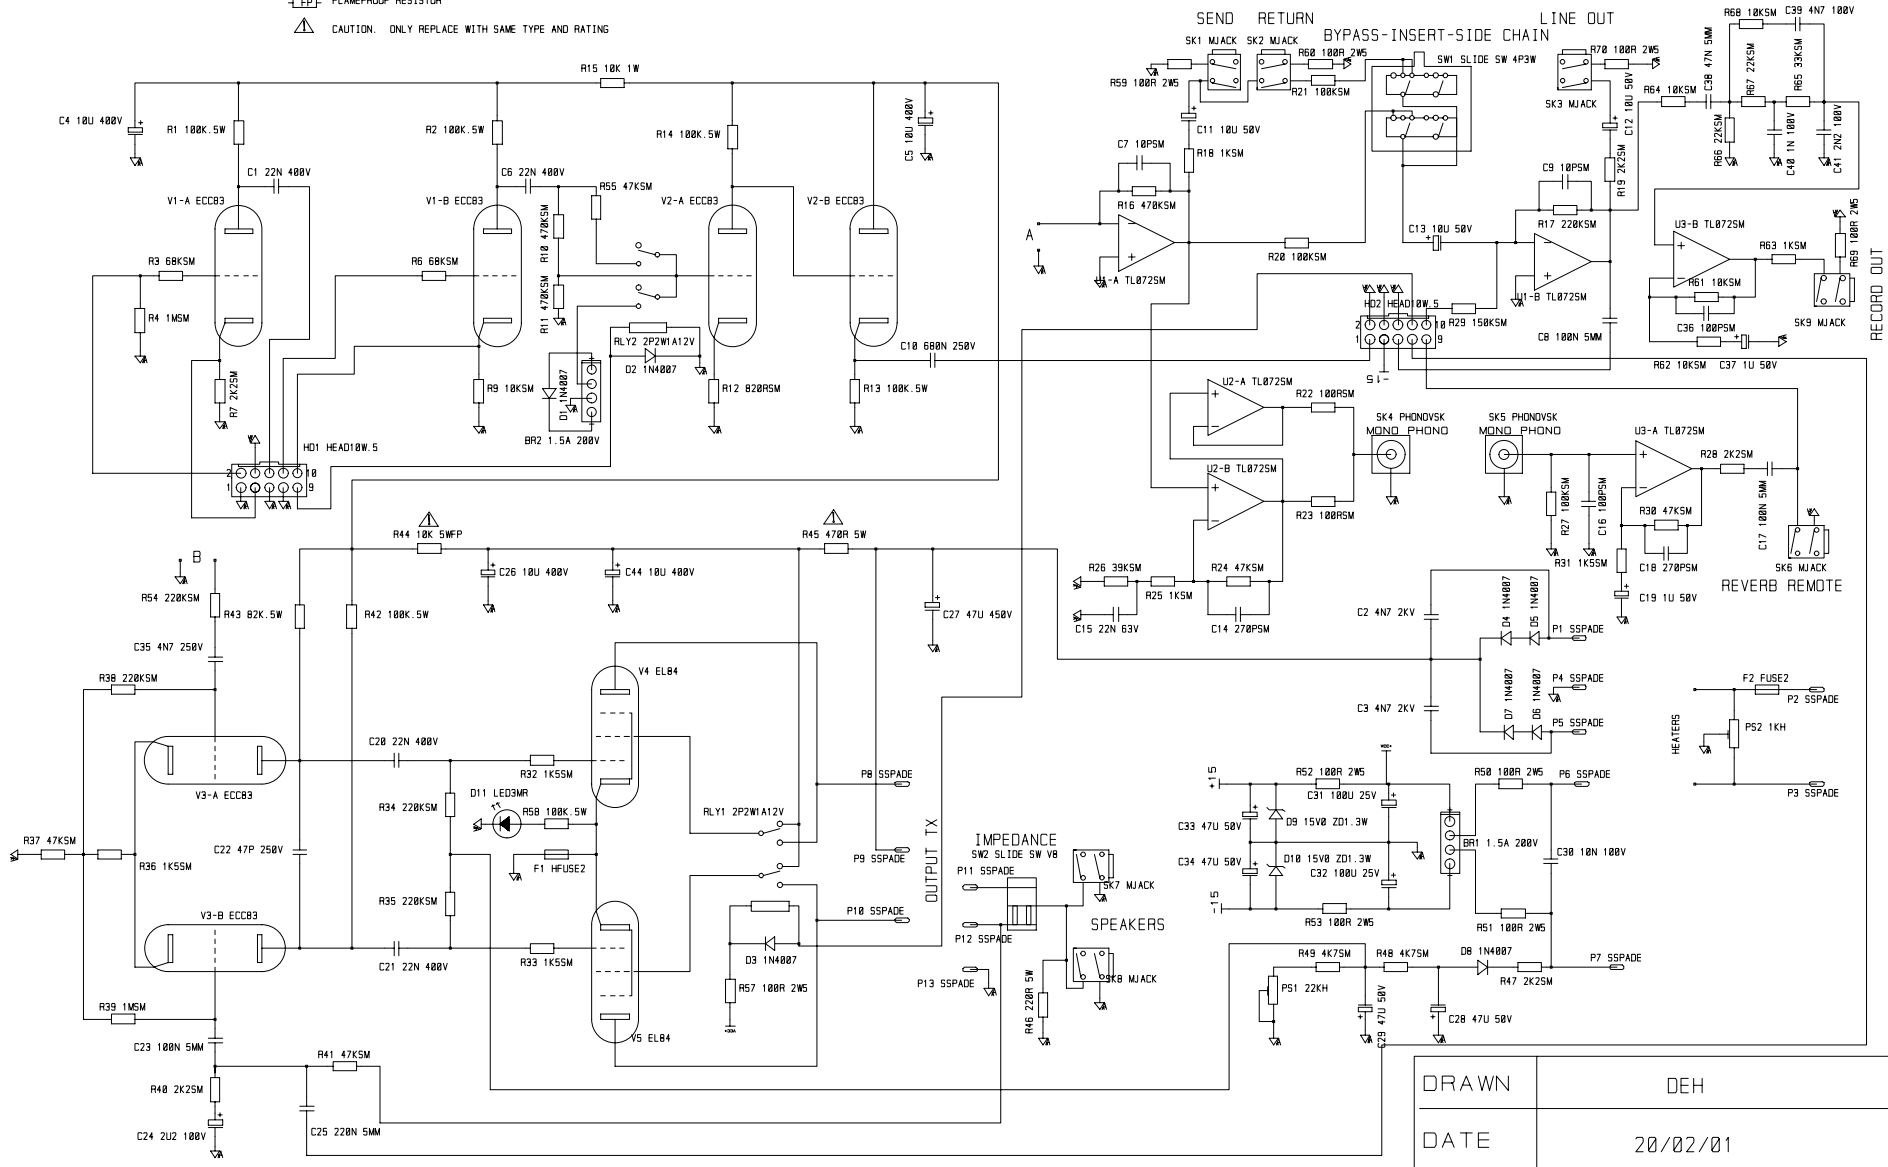 FP FLAMEPROOF RESISTOR
CAUTION. ONLY REPLACE WITH SAME TYPE AND RATING
SEND RETURN
BYPASS-INSERT-SIDE CHAIN
LINE OUT
R68 10KSM
C39 4N7 100V
SK1 MJACK
SK2 MJACK
R60 100R 2W5
SW1 SLIDE SW 4P3W
R70 100R 2W5
C38 47N 5MM
R67 22KSM
R65 33KSM
R59 100R 2W5
R21 100KSM
SK3 MJACK
C12 10U 50V
R64 10KSM
R66 22KSM
C40 1N 100V
C41 2N2 100V
R15 10K 1W
C4 10U 400V
R1 100K.5W
R2 100K.5W
R14 100K.5W
C5 10U 400V
C11 10U 50V
C7 10PSM
R18 1KSM
C9 10PSM
R19 2K2SM
C1 22N 400V
C6 22N 400V
R55 47KSM
R16 470KSM
R17 220KSM
V1-A ECC83
V1-B ECC83
V2-A ECC83
V2-B ECC83
R10 470KSM
A
C13 10U 50V
U3-B TL072SM
R63 1KSM
R69 100R 2W5
R3 68KSM
R6 68KSM
R20 100KSM
U1-A TL072SM
U1-B TL072SM
R61 10KSM
RECORD OUT
R4 1MSM
R11 470KSM
HD2 HEAD10W.5
2 10
1 9
R29 150KSM
C36 100PSM
SK9 MJACK
RLY2 2P2W1A12V
D2 1N4007
C10 680N 250V
C8 100N 5MM
R62 10KSM
C37 1U 50V
-15
R7 2K2SM
R9 10KSM
D1 1N4007
R12 820RSM
R13 100K.5W
U2-A TL072SM
R22 100RSM
SK4 PHONOVSK
MONO PHONO
SK5 PHONOVSK
MONO PHONO
U3-A TL072SM
BR2 1.5A 200V
HD1 HEAD10W.5
2 10
1 9
R28 2K2SM
U2-B TL072SM
R23 100RSM
R27 100KSM
C16 100PSM
R30 47KSM
C17 100N 5MM
R44 10K 5WFP
R45 470R 5W
B
C26 10U 400V
C44 10U 400V
R26 39KSM
R25 1KSM
R24 47KSM
R31 1K5SM
C18 270PSM
SK6 MJACK
REVERB REMOTE
R54 220KSM
R43 82K.5W
R42 100K.5W
C27 47U 450V
C15 22N 63V
C14 270PSM
C2 4N7 2KV
D4 1N4007
D5 1N4007
C19 1U 50V
P1 SSPADE
C35 4N7 250V
R38 220KSM
V4 EL84
D7 1N4007
D6 1N4007
P4 SSPADE
F2 FUSE2
P2 SSPADE
C3 4N7 2KV
P5 SSPADE
HEATERS
PS2 1KH
C20 22N 400V
R32 1K5SM
V3-A ECC83
P8 SSPADE
+15
R52 100R 2W5
R50 100R 2W5
P6 SSPADE
P3 SSPADE
R34 220KSM
D11 LED3MR
R58 100K.5W
RLY1 2P2W1A12V
C31 100U 25V
C33 47U 50V
D9 15V0 ZD1.3W
R37 47KSM
R36 1K5SM
C22 47P 250V
F1 HFUSE2
P9 SSPADE
OUTPUT TX
IMPEDANCE
SW2 SLIDE SW VB
BR1 1.5A 200V
C30 10N 100V
C34 47U 50V
D10 15V0 ZD1.3W
C32 100U 25V
P11 SSPADE
SK7 MJACK
R35 220KSM
V3-B ECC83
P10 SSPADE
P12 SSPADE
SPEAKERS
-15
R53 100R 2W5
R51 100R 2W5
C21 22N 400V
R33 1K5SM
D3 1N4007
R49 4K7SM
R48 4K7SM
D8 1N4007
P7 SSPADE
R57 100R 2W5
P13 SSPADE
SK8 MJACK
PS1 22KH
R47 2K2SM
R39 1MSM
R46 220R 5W
C29 47U 50V
C28 47U 50V
V5 EL84
C23 100N 5MM
R41 47KSM
R40 2K2SM
C24 2U2 100V
C25 220N 5MM
DRAWN DEH
DATE 20/02/01